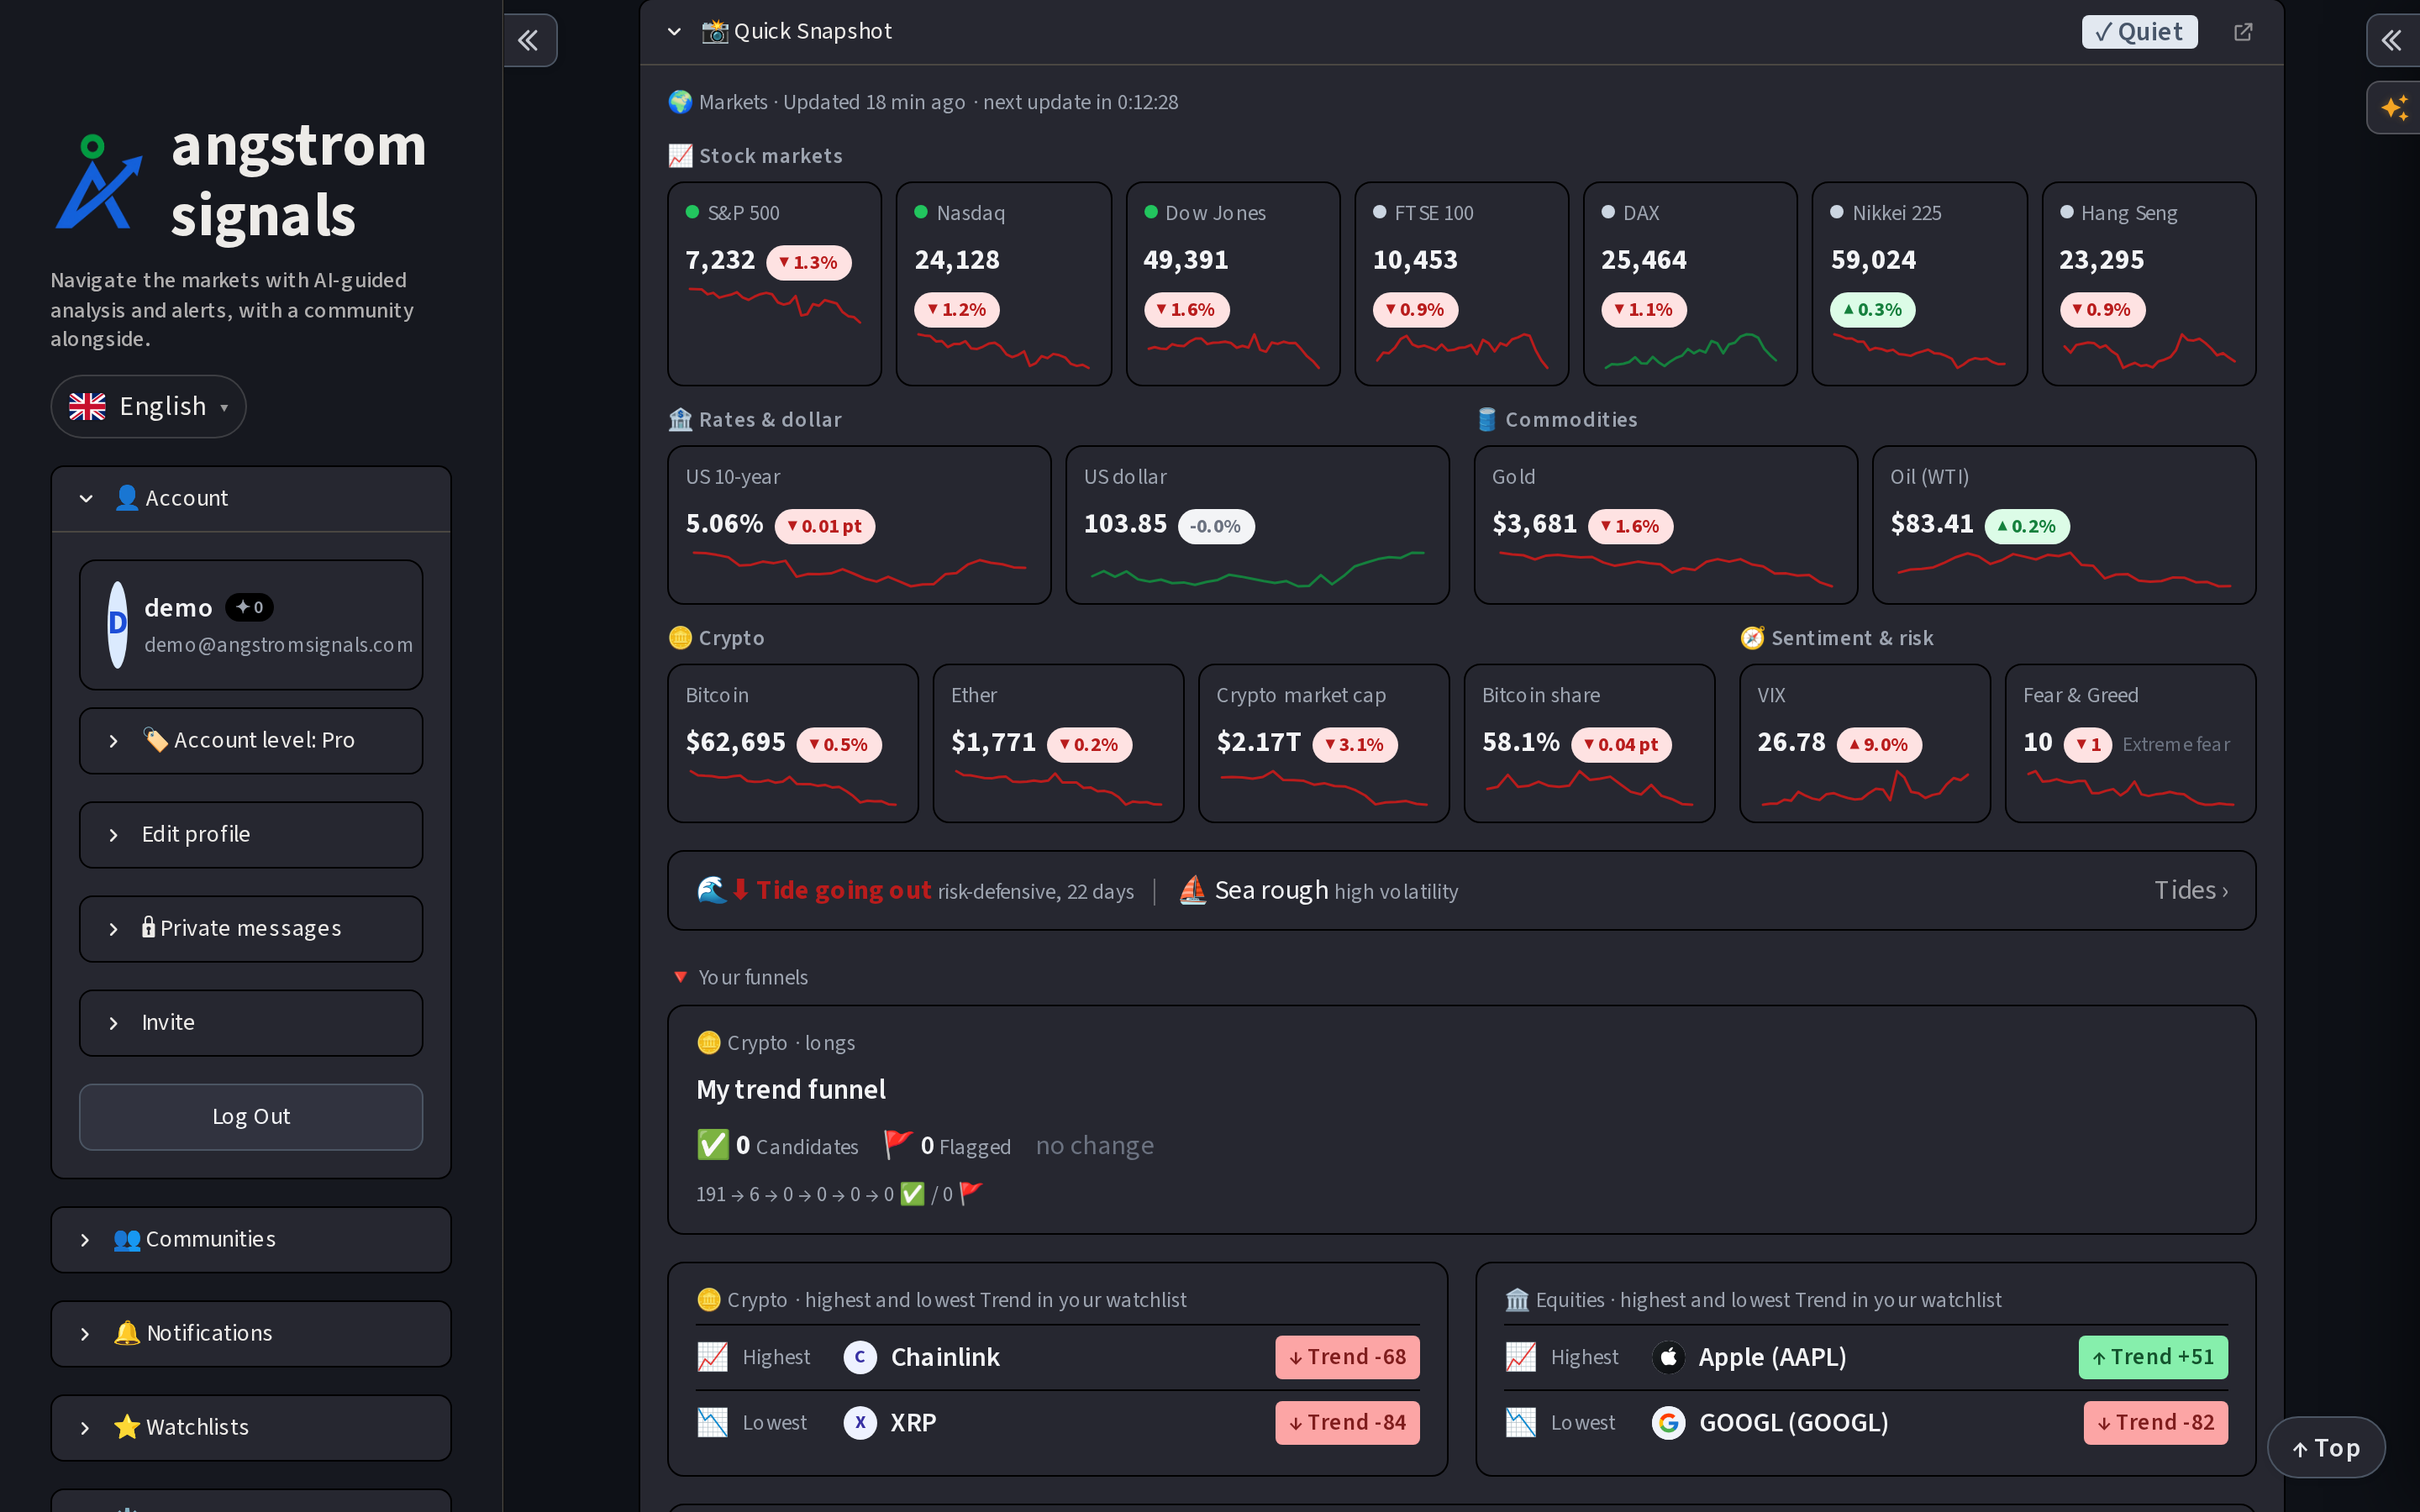 angstrom
signals
Navigate the markets with AI-guided
analysis and alerts, with a community
alongside.
English
Account
D
demo
✦ 0
demo@angstromsignals.com
Account level: Pro
Edit profile
Private messages
Invite
Log Out
Communities
Notifications
Watchlists
Quick Snapshot
✓ Quiet
Markets · Updated 18 min ago · next update in 0:12:28
Stock markets
S&P 500
7,232 ▼ 1.3%
Nasdaq
24,128
▼ 1.2%
Dow Jones
49,391
▼ 1.6%
FTSE 100
10,453
▼ 0.9%
DAX
25,464
▼ 1.1%
Nikkei 225
59,024
▲ 0.3%
Hang Seng
23,295
▼ 0.9%
Rates & dollar
US 10-year
5.06% ▼ 0.01 pt
US dollar
103.85 -0.0%
Commodities
Gold
$3,681 ▼ 1.6%
Oil (WTI)
$83.41 ▲ 0.2%
Crypto
Bitcoin
$62,695 ▼ 0.5%
Ether
$1,771 ▼ 0.2%
Crypto market cap
$2.17T ▼ 3.1%
Bitcoin share
58.1% ▼ 0.04 pt
Sentiment & risk
VIX
26.78 ▲ 9.0%
Fear & Greed
10 ▼ 1 Extreme fear
Tide going out risk-defensive, 22 days | Sea rough high volatility
Tides ›
Your funnels
Crypto · longs
My trend funnel
✅ 0 Candidates 🚩 0 Flagged no change
191 → 6 → 0 → 0 → 0 → 0 ✅ / 0 🚩
Crypto · highest and lowest Trend in your watchlist
Highest C Chainlink ↓ Trend -68
Lowest X XRP ↓ Trend -84
Equities · highest and lowest Trend in your watchlist
Highest Apple (AAPL) ↑ Trend +51
Lowest G GOOGL (GOOGL) ↓ Trend -82
↑ Top